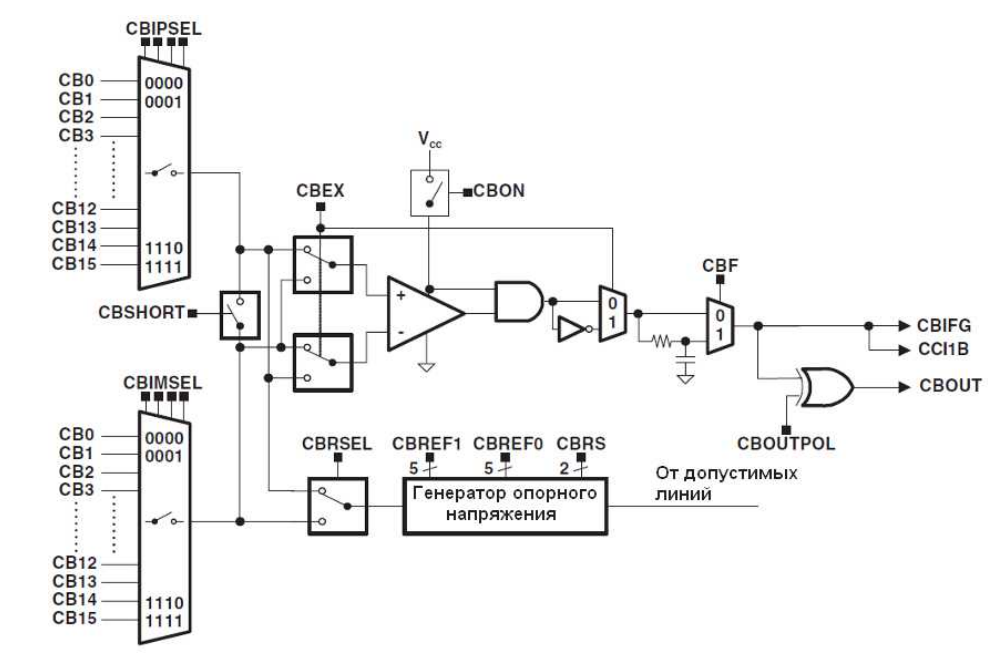 CBIPSEL
CB0
CB1
CB2
CB3
CB12
CB13
CB14
CB15
0000
0001
1110
1111
Vcc
CBON
CBEX
CBSHORT
+
-
0
1
CBF
0
1
CBIFG
CCI1B
CBOUT
CBOUTPOL
CBIMSEL
CB0
CB1
CB2
CB3
CB12
CB13
CB14
CB15
0000
0001
1110
1111
CBRSEL
CBREF1
CBREF0
CBRS
5
5
2
Генератор опорного
напряжения
От допустимых
линий